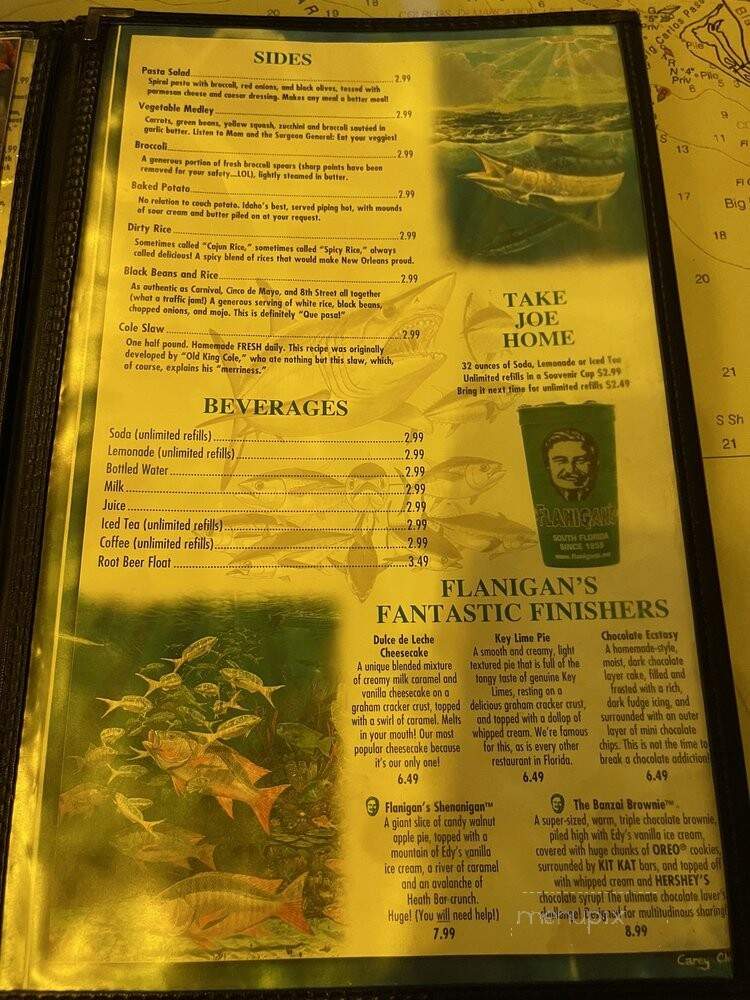 SIDES
Pasta Salad 2.99
Spiral pasta with broccoli, red onions, and black olives, tossed with
parmesan cheese and caesar dressing. Makes any meal a better meal!
Vegetable Medley 2.99
Carrots, green beans, yellow squash, zucchini and broccoli sautéed in
garlic butter. Listen to Mom and the Surgeon General: Eat your veggies!
Broccoli 2.99
A generous portion of fresh broccoli spears (sharp points have been
removed for your safety...LOL), lightly steamed in butter.
Baked Potato 2.99
No relation to couch potato. Idaho's best, served piping hot, with mounds
of sour cream and butter piled on at your request.
Dirty Rice 2.99
Sometimes called "Cajun Rice," sometimes called "Spicy Rice," always
called delicious! A spicy blend of rices that would make New Orleans proud.
Black Beans and Rice 2.99
As authentic as Carnival, Cinco de Mayo, and 8th Street all together
(what a traffic jam!) A generous serving of white rice, black beans,
chopped onions, and mojo. This is definitely "Que pasa!"
Cole Slaw 2.99
One half pound. Homemade FRESH daily. This recipe was originally
developed by "Old King Cole," who ate nothing but this slaw, which,
of course, explains his "merriness."
TAKE
JOE
HOME
32 ounces of Soda, Lemonade or Iced Tea
Unlimited refills in a Souvenir Cup $2.99
Bring it next time for unlimited refills $2.49
FLANIGAN'S
SOUTH FLORIDA
SINCE 1959
www.flanigans.net
BEVERAGES
Soda (unlimited refills) 2.99
Lemonade (unlimited refills) 2.99
Bottled Water 2.99
Milk 2.99
Juice 2.99
Iced Tea (unlimited refills) 2.99
Coffee (unlimited refills) 2.99
Root Beer Float 3.49
FLANIGAN'S
FANTASTIC FINISHERS
Dulce de Leche
Cheesecake
A unique blended mixture
of creamy milk caramel and
vanilla cheesecake on a
graham cracker crust, topped
with a swirl of caramel. Melts
in your mouth! Our most
popular cheesecake because
it's our only one!
6.49
Key Lime Pie
A smooth and creamy, light
textured pie that is full of the
tangy taste of genuine Key
Limes, resting on a
delicious graham cracker crust,
and topped with a dollop of
whipped cream. We're famous
for this, as is every other
restaurant in Florida.
6.49
Chocolate Ecstasy
A homemade-style,
moist, dark chocolate
layer cake, filled and
frosted with a rich,
dark fudge icing, and
surrounded with an outer
layer of mini chocolate
chips. This is not the time to
break a chocolate addiction!
6.49
Flanigan's Shenanigan™
A giant slice of candy walnut
apple pie, topped with a
mountain of Edy's vanilla
ice cream, a river of caramel
and an avalanche of
Heath Bar crunch.
Huge! (You will need help!)
7.99
The Banzai Brownie™
A super-sized, warm, triple chocolate brownie,
piled high with Edy's vanilla ice cream,
covered with huge chunks of OREO® cookies,
surrounded by KIT KAT bars, and topped off
with whipped cream and HERSHEY'S
chocolate syrup! The ultimate chocolate lover's
challenge! Designed for multitudinous sharing!
8.99
menupix
Carey
Big
S Sh
9
11
13
17
18
20
21
21